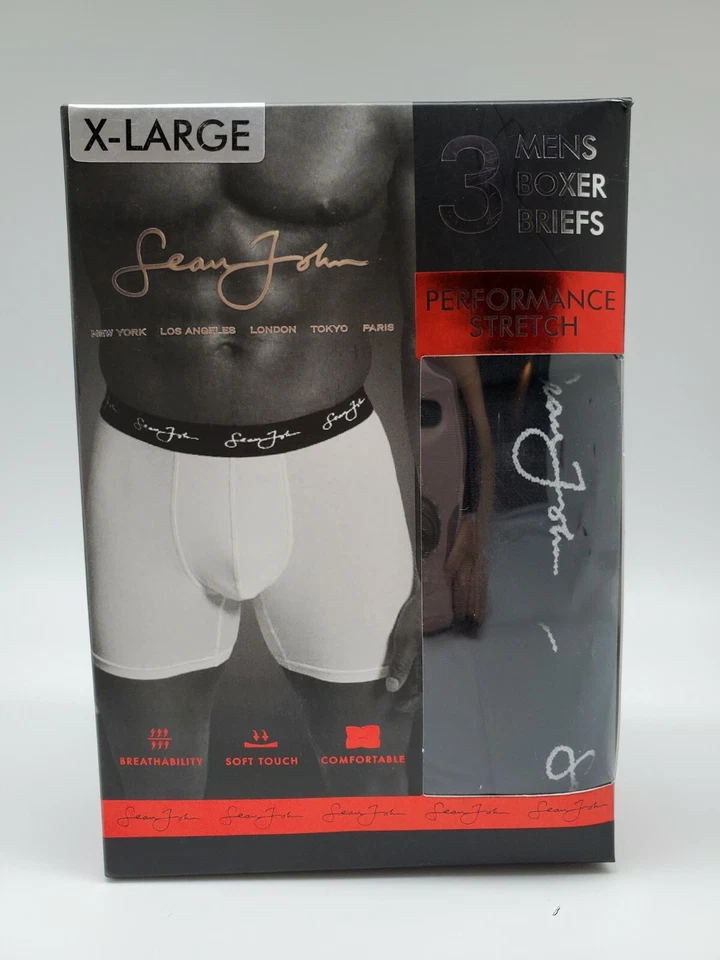 X-LARGE
3 MENS
BOXER
BRIEFS
Sean John
NEW YORK LOS ANGELES LONDON TOKYO PARIS
PERFORMANCE
STRETCH
Sean John Sean John Sean John
Sean John
BREATHABILITY SOFT TOUCH COMFORTABLE
Sean John Sean John Sean John Sean John Sean John